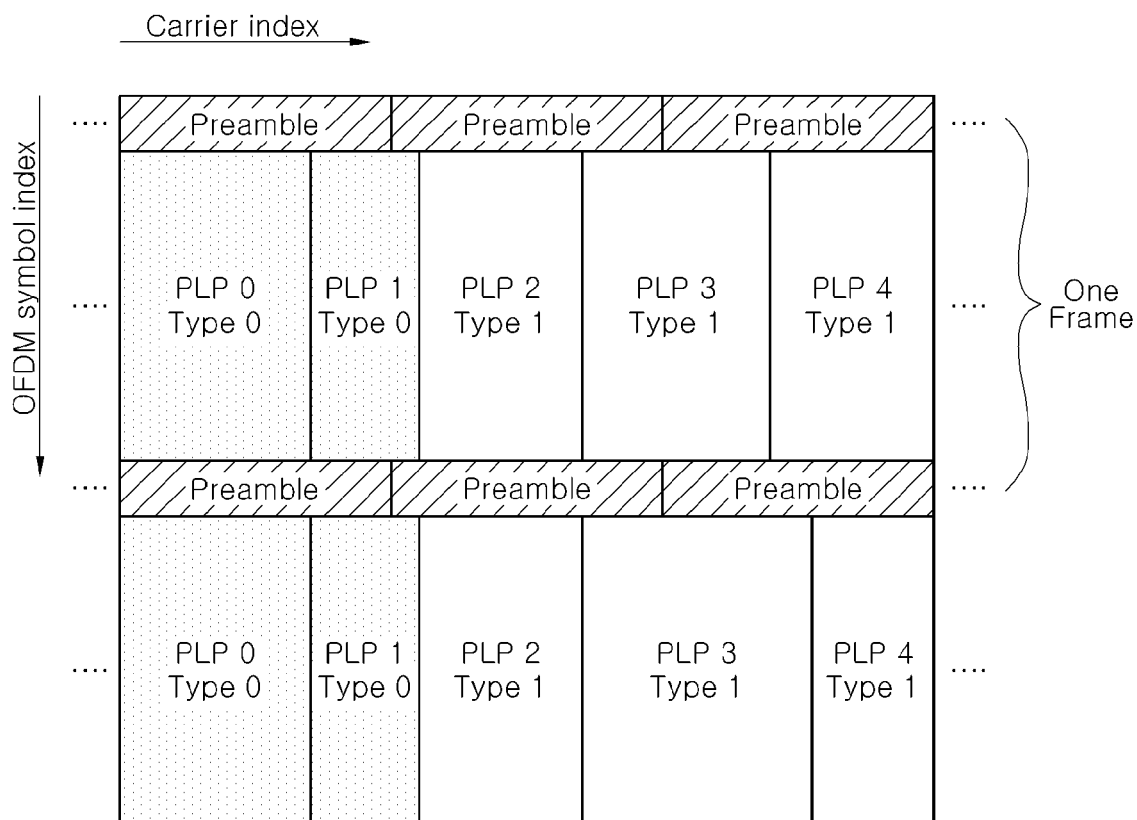 Carrier index
OFDM symbol index
.... Preamble Preamble Preamble ....
.... PLP 0 PLP 1 PLP 2 PLP 3 PLP 4 ....
Type 0 Type 0 Type 1 Type 1 Type 1
One
Frame
.... Preamble Preamble Preamble ....
.... PLP 0 PLP 1 PLP 2 PLP 3 PLP 4 ....
Type 0 Type 0 Type 1 Type 1 Type 1